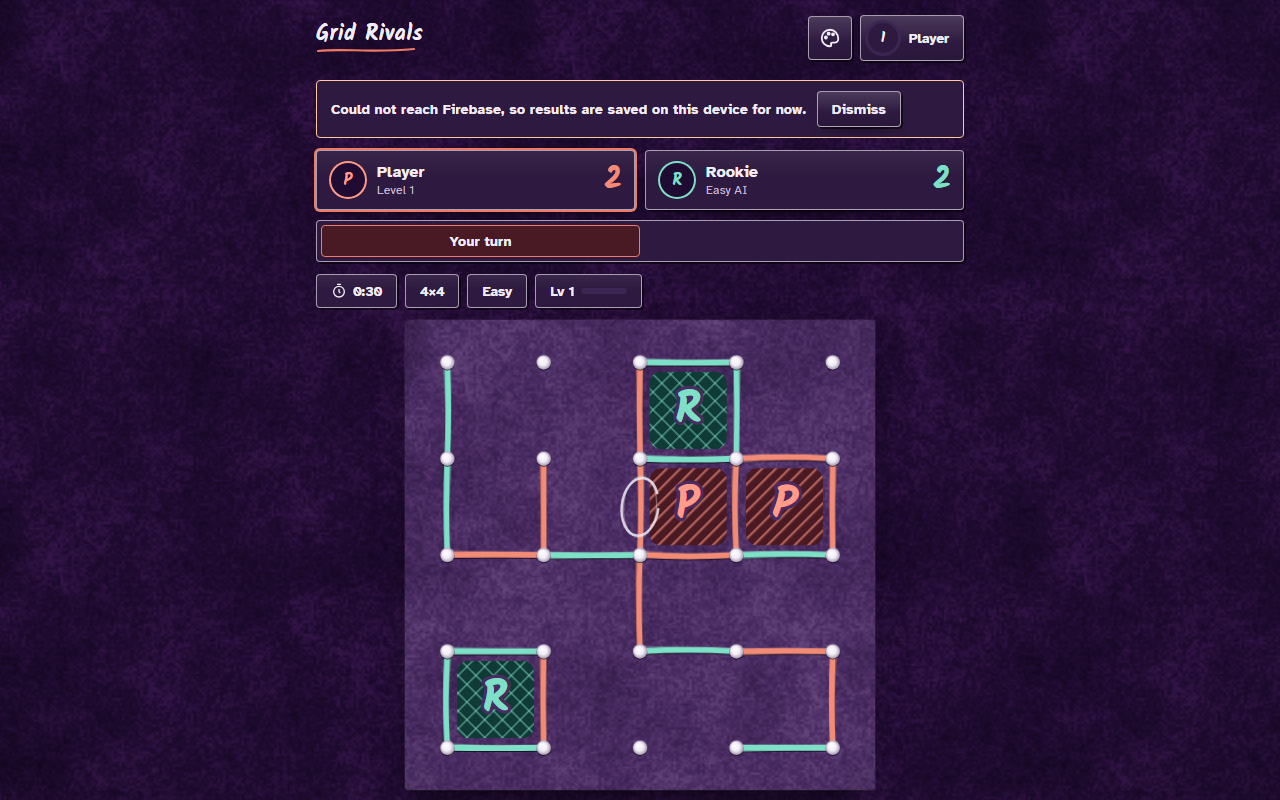 Grid Rivals
I Player
Could not reach Firebase, so results are saved on this device for now. Dismiss
P Player 2
Level 1
R Rookie 2
Easy AI
Your turn
0:30 4×4 Easy Lv 1
R
P P
R